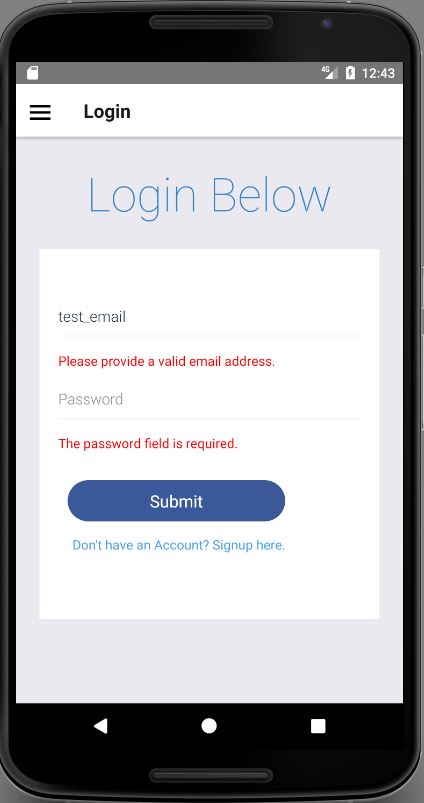 4G 12:43
Login
Login Below
test_email
Please provide a valid email address.
Password
The password field is required.
Submit
Don't have an Account? Signup here.